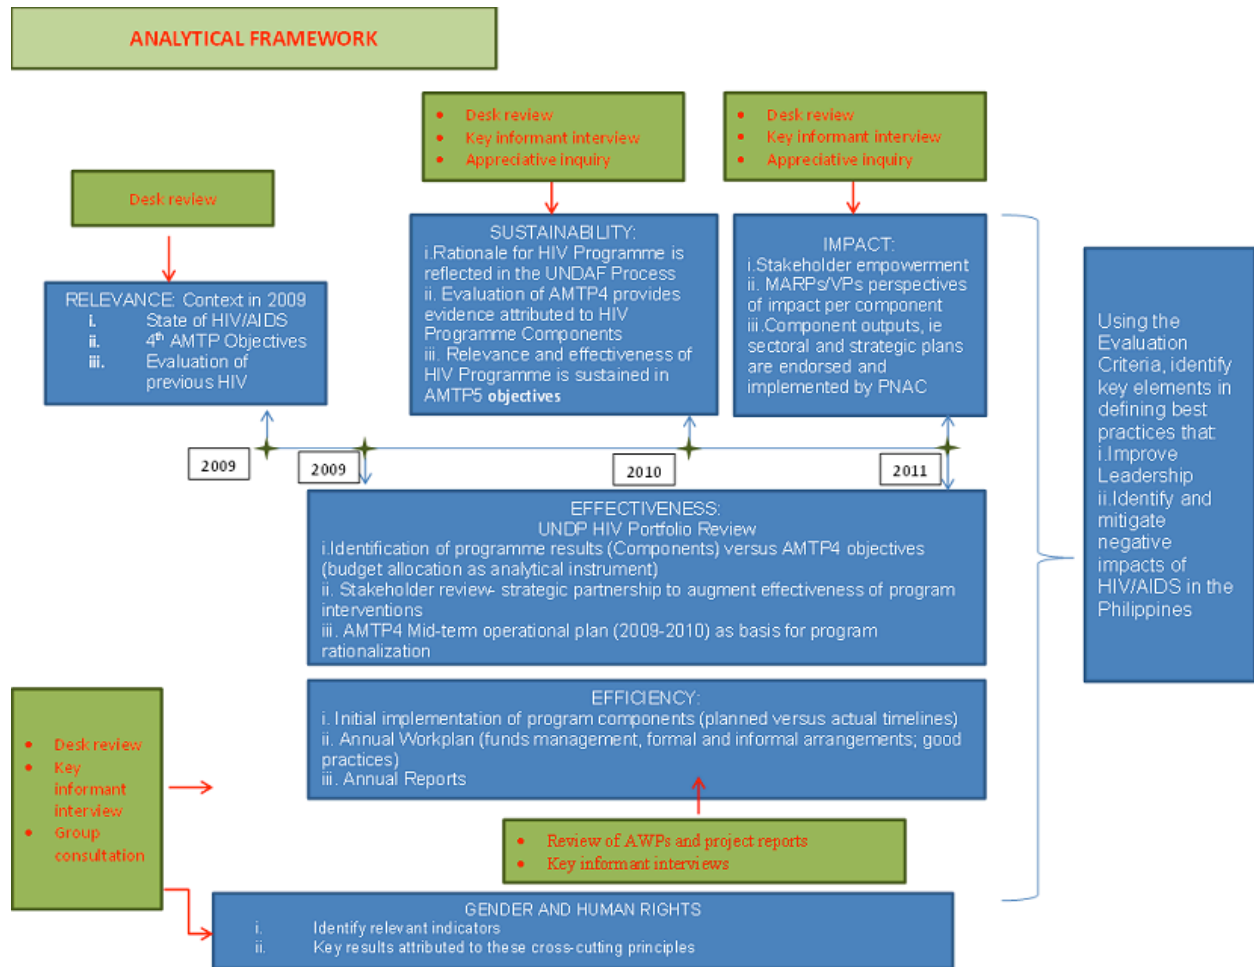 ANALYTICAL FRAMEWORK
• Desk review
• Key informant interview
• Appreciative inquiry
• Desk review
• Key informant interview
• Appreciative inquiry
Desk review
SUSTAINABILITY:
i.Rationale for HIV Programme is
reflected in the UNDAF Process
ii. Evaluation of AMTP4 provides
evidence attributed to HIV
Programme Components
iii. Relevance and effectiveness of
HIV Programme is sustained in
AMTP5 objectives
IMPACT:
i.Stakeholder empowerment
ii. MARPs/VPs perspectives
of impact per component
iii.Component outputs, ie
sectoral and strategic plans
are endorsed and
implemented by PNAC
RELEVANCE: Context in 2009
i. State of HIV/AIDS
ii. 4th AMTP Objectives
iii. Evaluation of
previous HIV
Using the
Evaluation
Criteria, identify
key elements in
defining best
practices that:
i.Improve
Leadership
ii.Identify and
mitigate
negative
impacts of
HIV/AIDS in the
Philippines
2009
2009
2010
2011
EFFECTIVENESS:
UNDP HIV Portfolio Review
i.Identification of programme results (Components) versus AMTP4 objectives
(budget allocation as analytical instrument)
ii. Stakeholder review- strategic partnership to augment effectiveness of program
interventions
iii. AMTP4 Mid-term operational plan (2009-2010) as basis for program
rationalization
EFFICIENCY:
i. Initial implementation of program components (planned versus actual timelines)
ii. Annual Workplan (funds management, formal and informal arrangements; good
practices)
iii. Annual Reports
• Desk review
• Key
informant
interview
• Group
consultation
• Review of AWPs and project reports
• Key informant interviews
GENDER AND HUMAN RIGHTS
i. Identify relevant indicators
ii. Key results attributed to these cross-cutting principles